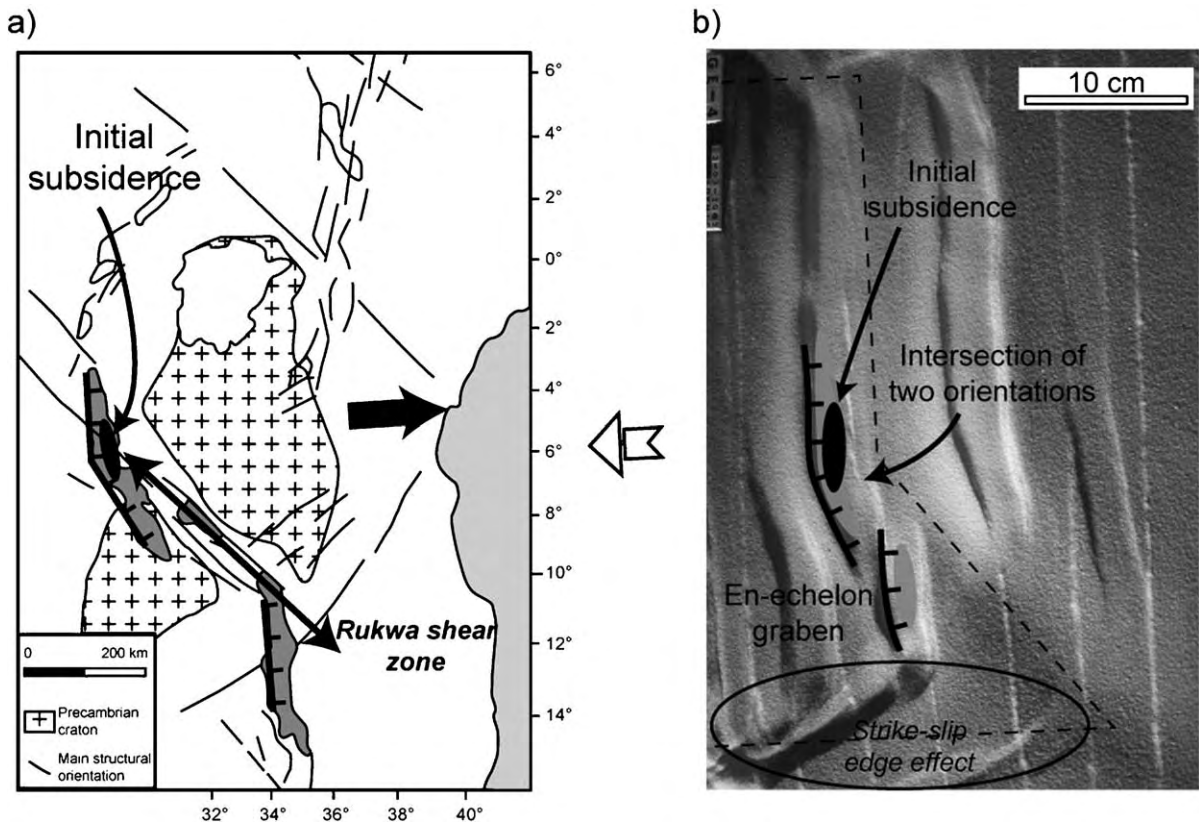 a)
Initial
subsidence
6°
4°
2°
0°
2°
4°
6°
8°
10°
12°
14°
32°
34°
36°
38°
40°
42°
Rukwa shear
zone
0
200 km
Precambrian
craton
Main structural
orientation
b)
10 cm
Initial
subsidence
Intersection of
two orientations
En-echelon
graben
Strike-slip
edge effect